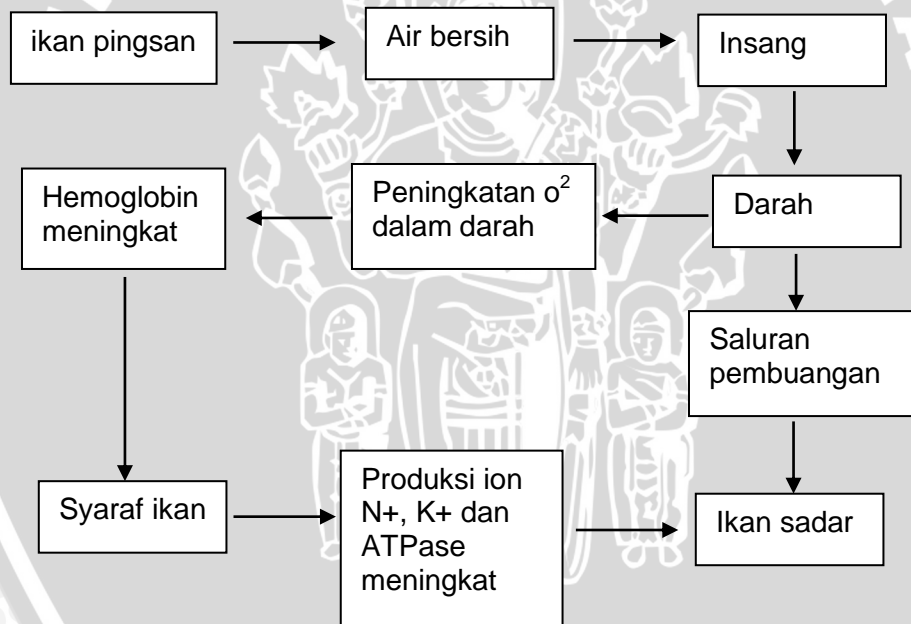 ikan pingsan
Air bersih
Insang
Hemoglobin
meningkat
Peningkatan o²
dalam darah
Darah
Saluran
pembuangan
Syaraf ikan
Produksi ion
N+, K+ dan
ATPase
meningkat
Ikan sadar